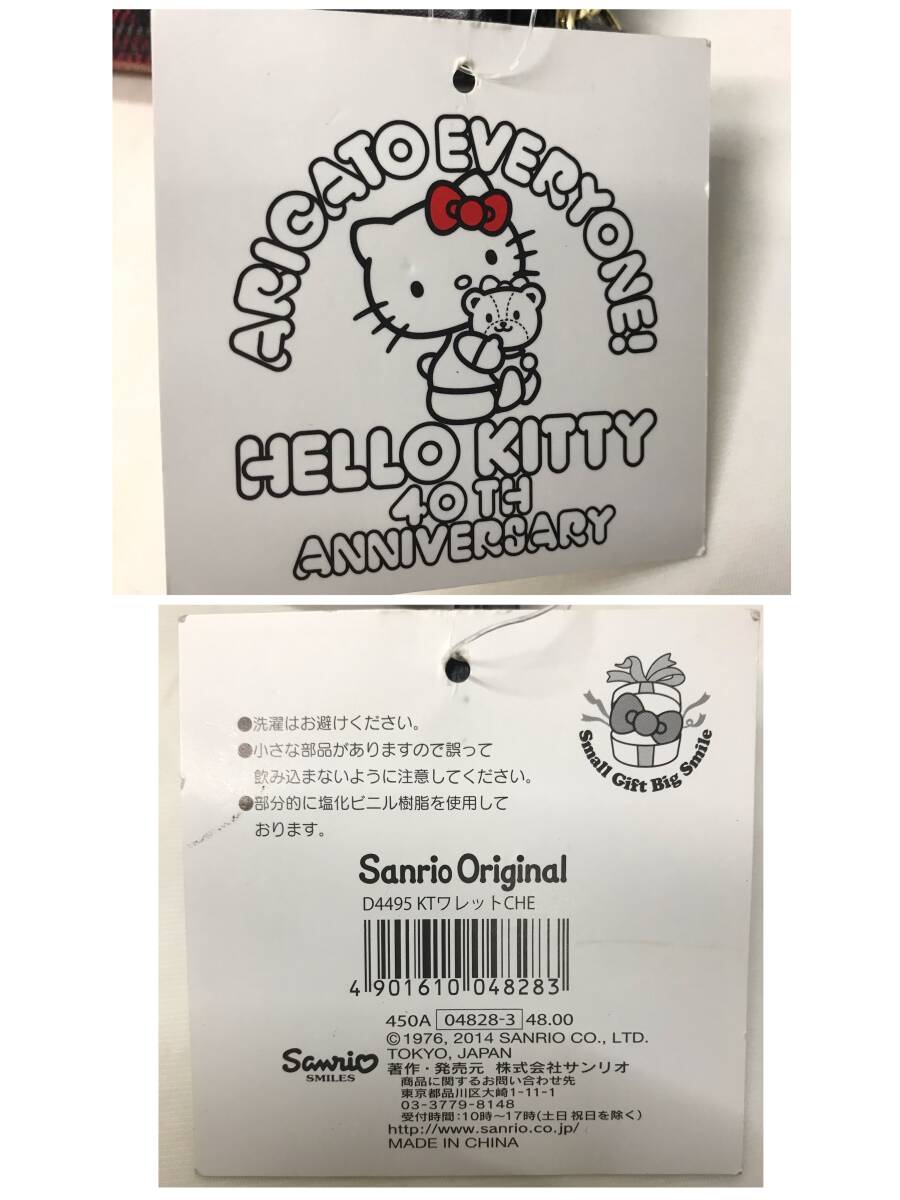 ARIGATO EVERYONE!
HELLO KITTY
40TH
ANNIVERSARY
●洗濯はお避けください。
●小さな部品がありますので誤って
飲み込まないように注意してください。
●部分的に塩化ビニル樹脂を使用して
おります。
Small Gift Big Smile
Sanrio Original
D4495 KTワレットCHE
4 901610 048283
450A 04828-3 48.00
©1976, 2014 SANRIO CO., LTD.
TOKYO, JAPAN
著作・発売元 株式会社サンリオ
Sanrio
SMILES
商品に関するお問い合わせ先
東京都品川区大崎1-11-1
03-3779-8148
受付時間:10時〜17時(土日祝日を除く)
http://www.sanrio.co.jp/
MADE IN CHINA